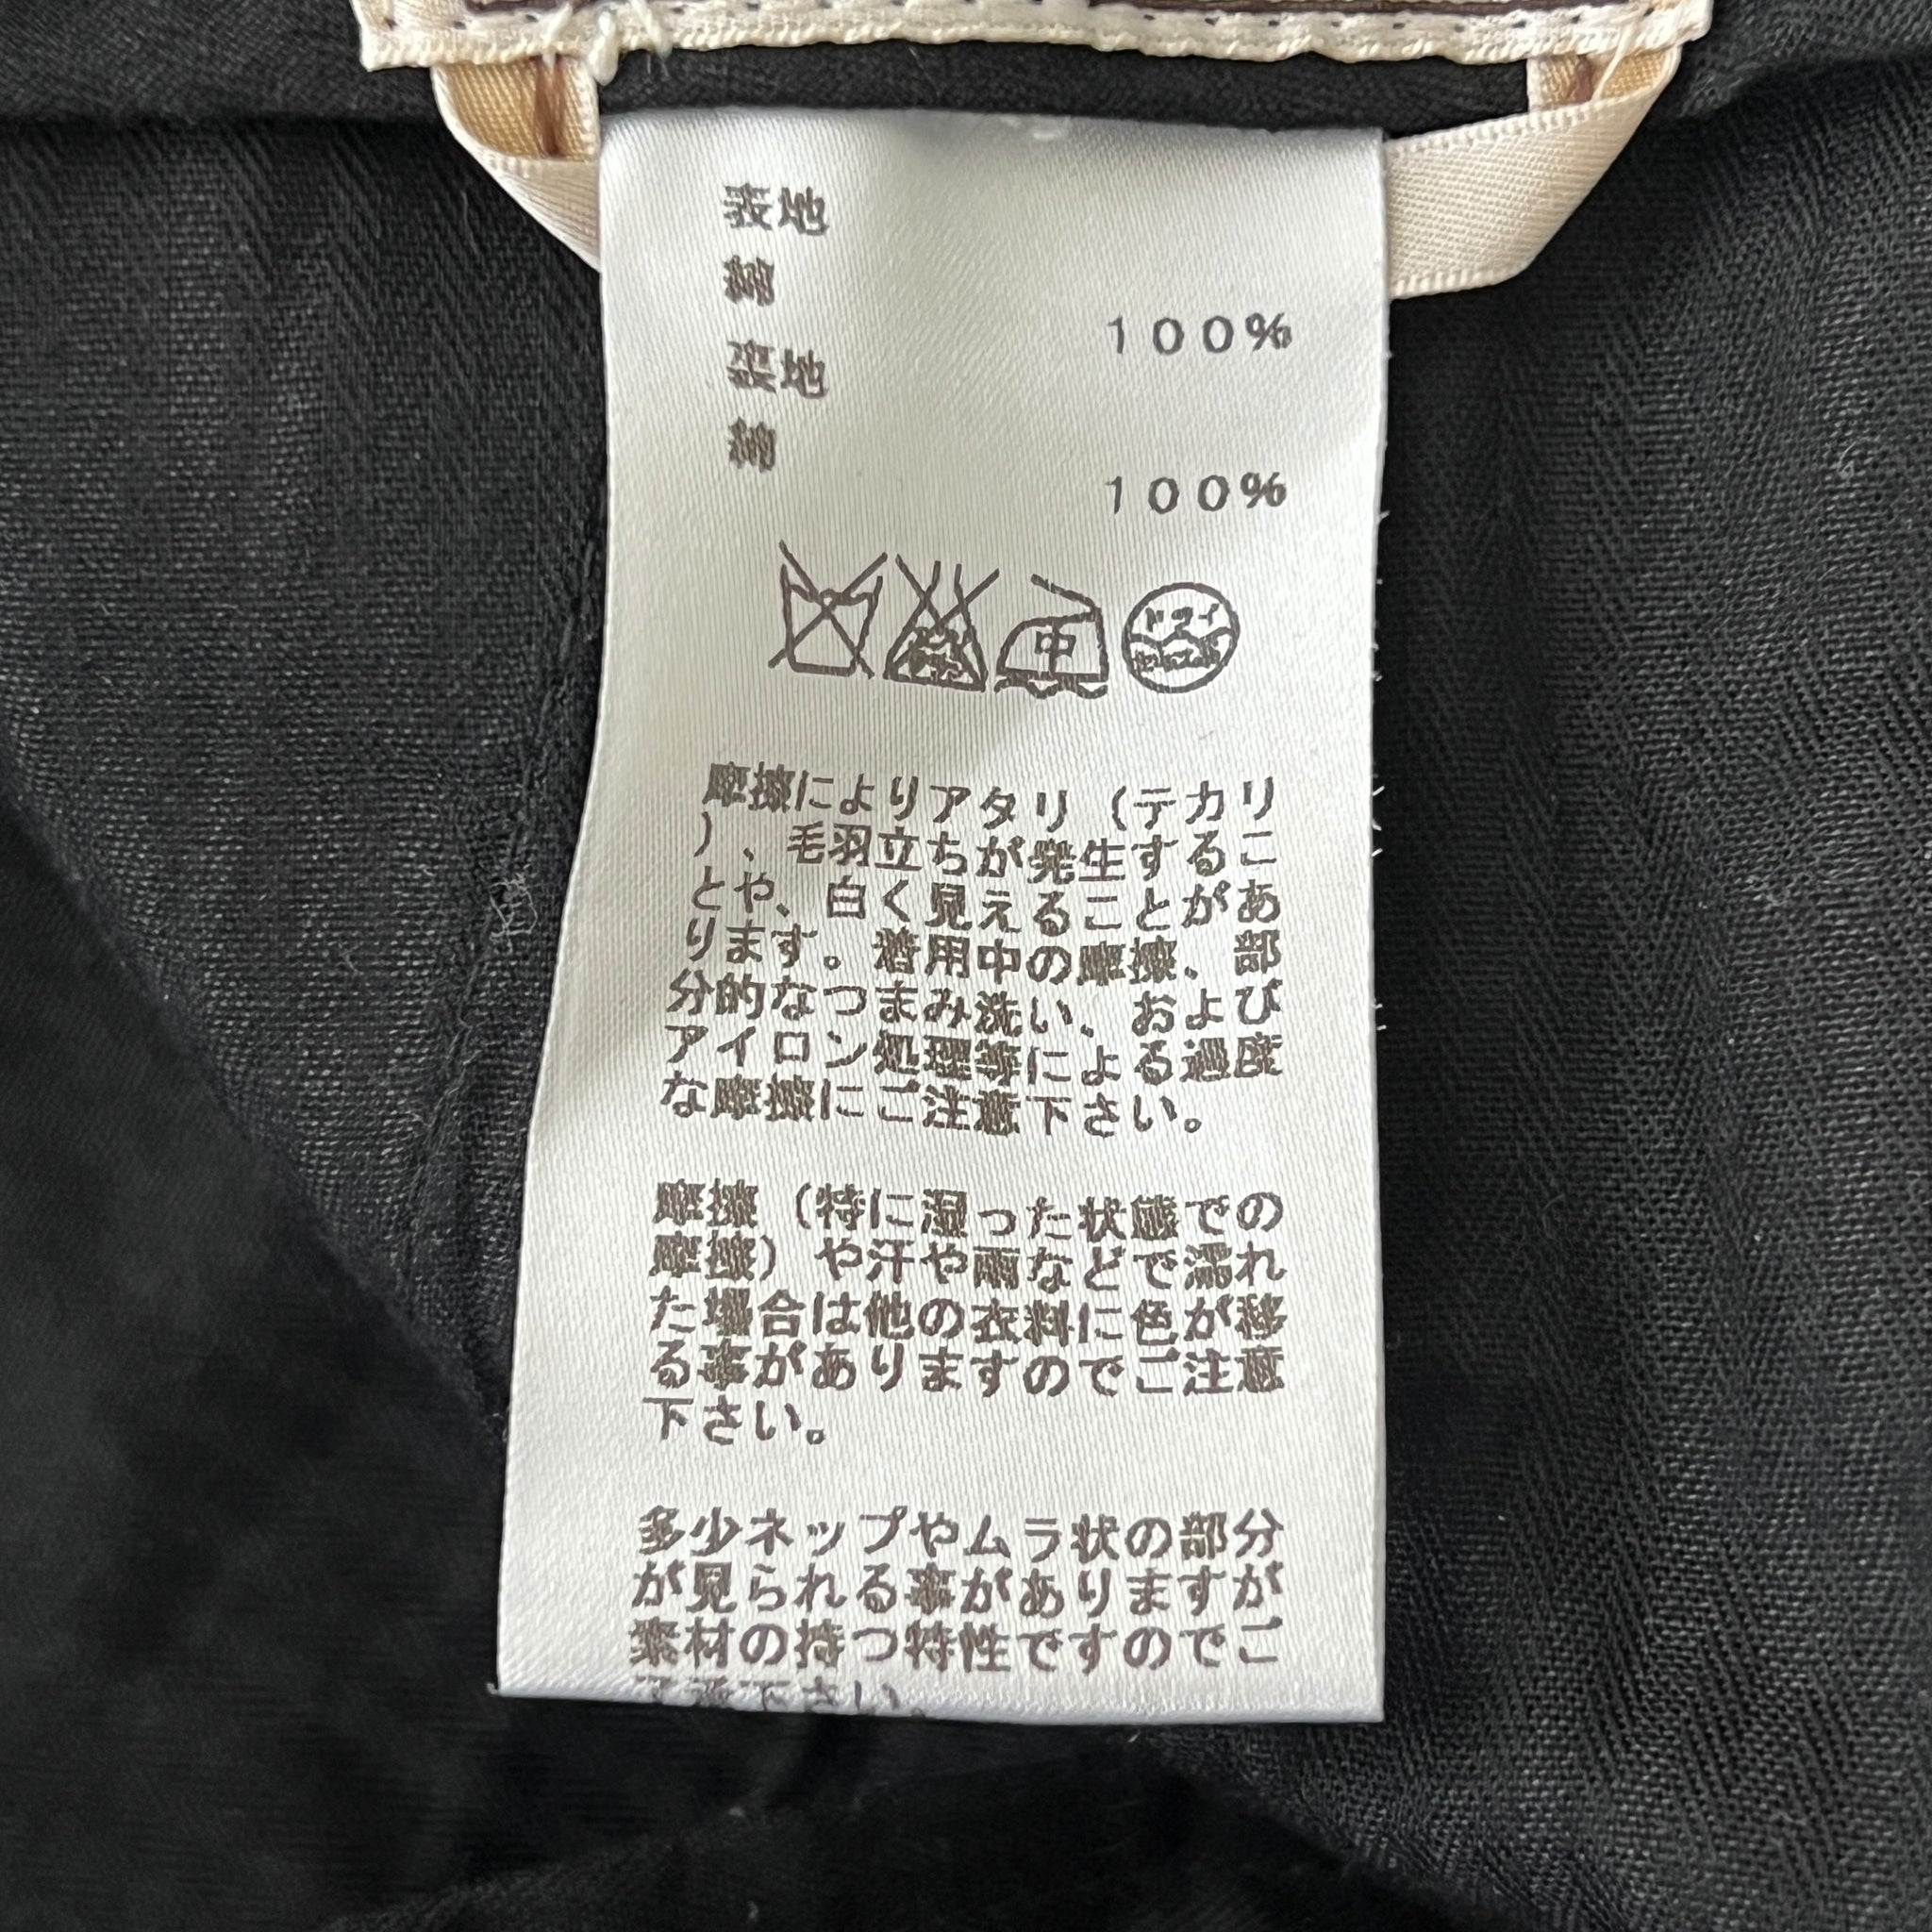 表地
綿
100%
裏地
綿
100%
中
ドライ
摩擦によりアタリ（テカリ
）、毛羽立ちが発生するこ
とや、白く見えることがあ
ります。着用中の摩擦、部
分的なつまみ洗い、および
アイロン処理等による過度
な摩擦にご注意下さい。
摩擦（特に湿った状態での
摩擦）や汗や雨などで濡れ
た場合は他の衣料に色が移
る事がありますのでご注意
下さい。
多少ネップやムラ状の部分
が見られる事がありますが
素材の持つ特性ですのでご
了承下さい